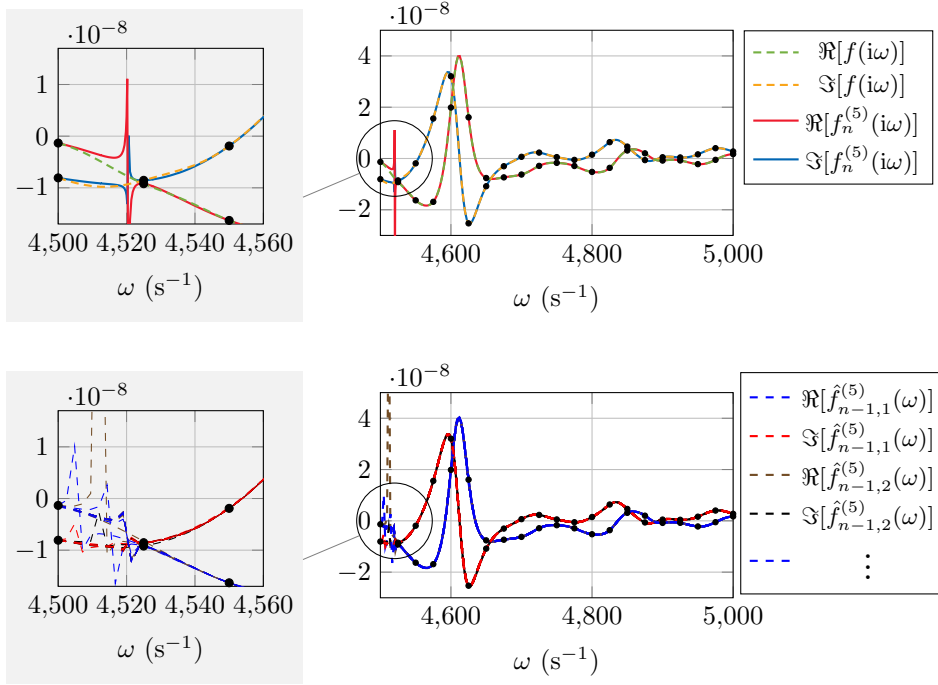 ·10⁻⁸
1
0
−1
4,500 4,520 4,540 4,560
ω (s⁻¹)
·10⁻⁸
4
2
0
−2
4,600 4,800 5,000
ω (s⁻¹)
ℜ[f(iω)]
ℑ[f(iω)]
ℜ[fₙ⁽⁵⁾(iω)]
ℑ[fₙ⁽⁵⁾(iω)]
·10⁻⁸
1
0
−1
4,500 4,520 4,540 4,560
ω (s⁻¹)
·10⁻⁸
4
2
0
−2
4,600 4,800 5,000
ω (s⁻¹)
ℜ[f̂ₙ₋₁,₁⁽⁵⁾(ω)]
ℑ[f̂ₙ₋₁,₁⁽⁵⁾(ω)]
ℜ[f̂ₙ₋₁,₂⁽⁵⁾(ω)]
ℑ[f̂ₙ₋₁,₂⁽⁵⁾(ω)]
⋮